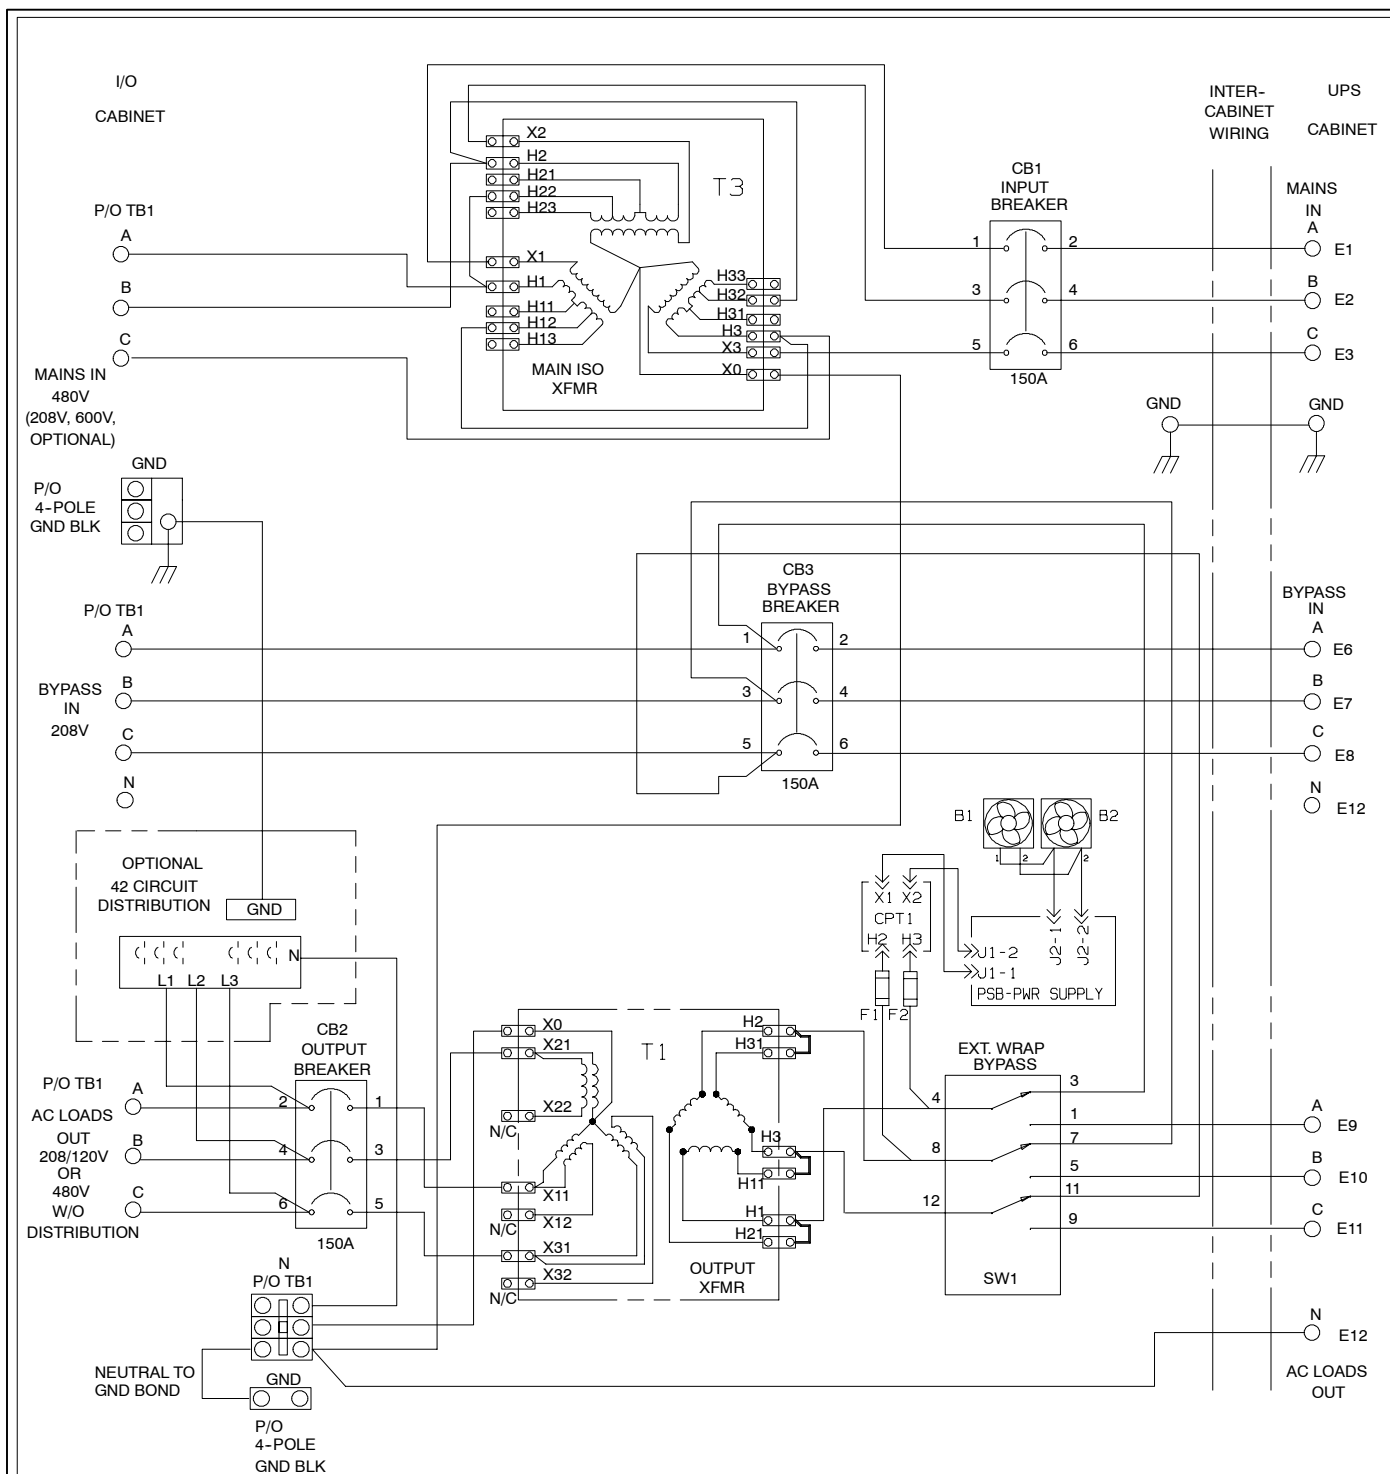 I/O
CABINET
INTER-
CABINET
WIRING
UPS
CABINET
X2
H2
H21
H22
H23
T3
X1
H1
H11
H12
H13
H33
H32
H31
H3
X3
X0
MAIN ISO
XFMR
CB1
INPUT
BREAKER
1
2
3
4
5
6
150A
MAINS
IN
A
E1
B
E2
C
E3
P/O TB1
A
B
C
MAINS IN
480V
(208V, 600V,
OPTIONAL)
GND
GND
GND
P/O
4-POLE
GND BLK
CB3
BYPASS
BREAKER
1
2
3
4
5
6
150A
P/O TB1
A
B
C
N
BYPASS
IN
208V
BYPASS
IN
A
E6
B
E7
C
E8
N
E12
OPTIONAL
42 CIRCUIT
DISTRIBUTION
GND
N
L1 L2 L3
B1
B2
1
2
2
X1 X2
CPT1
H2 H3
F1 F2
J1-2
J1-1
J2-1
J2-2
PSB-PWR SUPPLY
CB2
OUTPUT
BREAKER
2
1
4
3
6
5
150A
P/O TB1
A
AC LOADS
OUT
B
208/120V
OR
480V
C
W/O
DISTRIBUTION
X0
X21
X22
N/C
X11
X12
N/C
X31
X32
N/C
T1
H2
H31
H3
H11
H1
H21
OUTPUT
XFMR
EXT. WRAP
BYPASS
4
3
1
8
7
5
12
11
9
SW1
A
E9
B
E10
C
E11
N
E12
AC LOADS
OUT
N
P/O TB1
NEUTRAL TO
GND BOND
GND
P/O
4-POLE
GND BLK